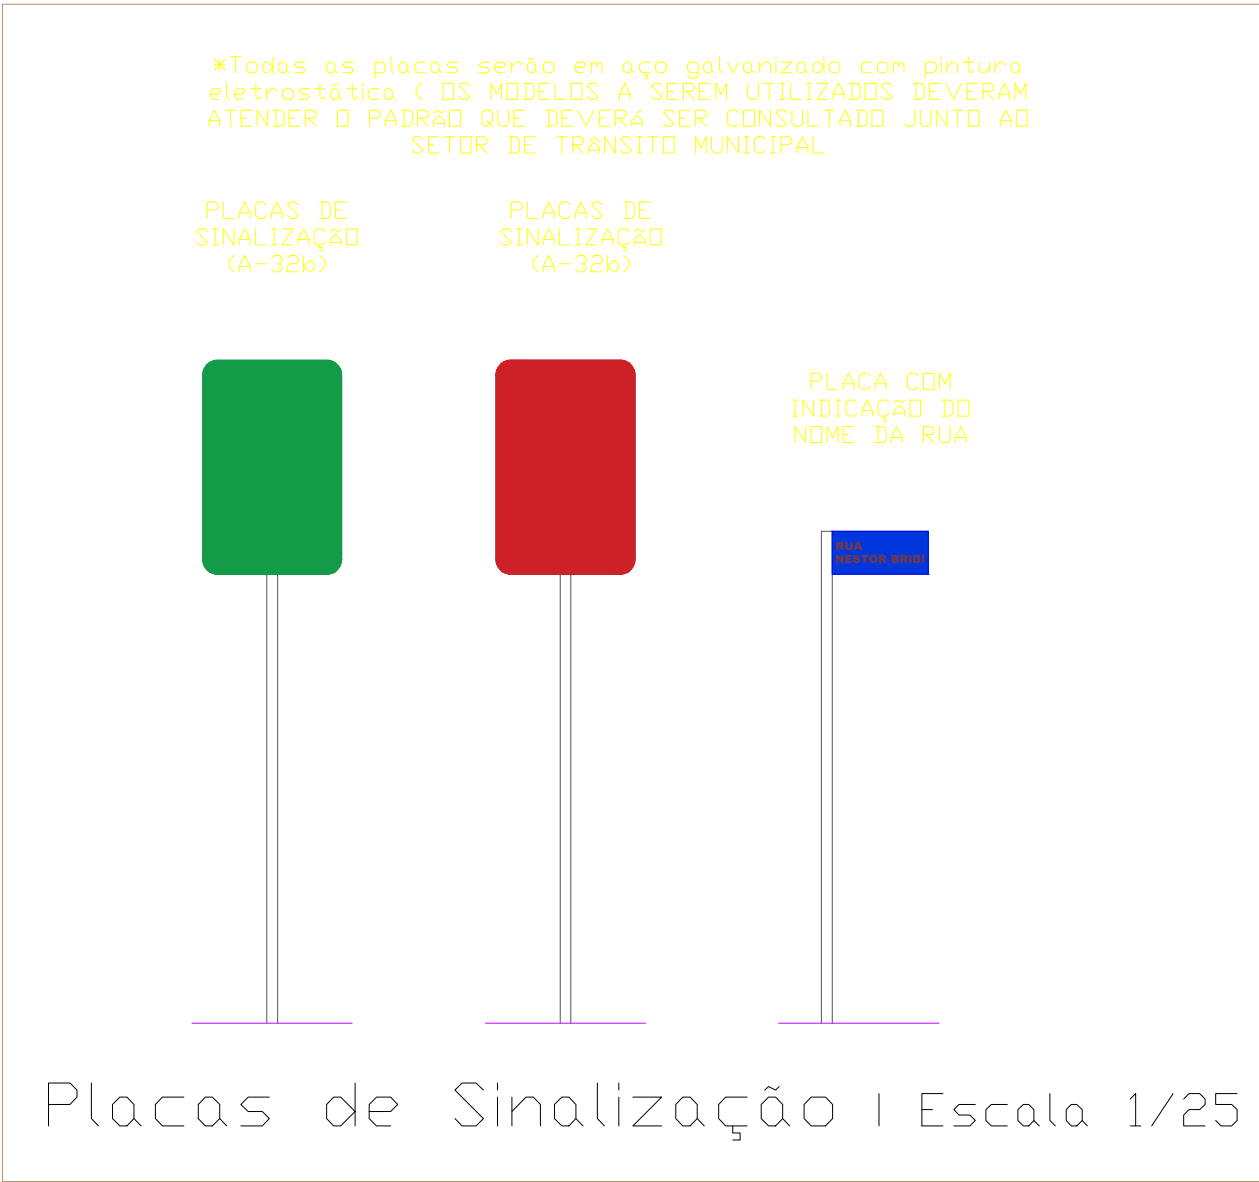 *Todas as placas serão em aço galvanizado com pintura
eletrostática ( OS MODELOS A SEREM UTILIZADOS DEVERAM
ATENDER O PADRÃO QUE DEVERÁ SER CONSULTADO JUNTO AO
SETOR DE TRÂNSITO MUNICIPAL
PLACAS DE
SINALIZAÇÃO
(A-32b)
PLACAS DE
SINALIZAÇÃO
(A-32b)
PLACA COM
INDICAÇÃO DO
NOME DA RUA
RUA
NESTOR BRIDI
Placas de Sinalização | Escala 1/25